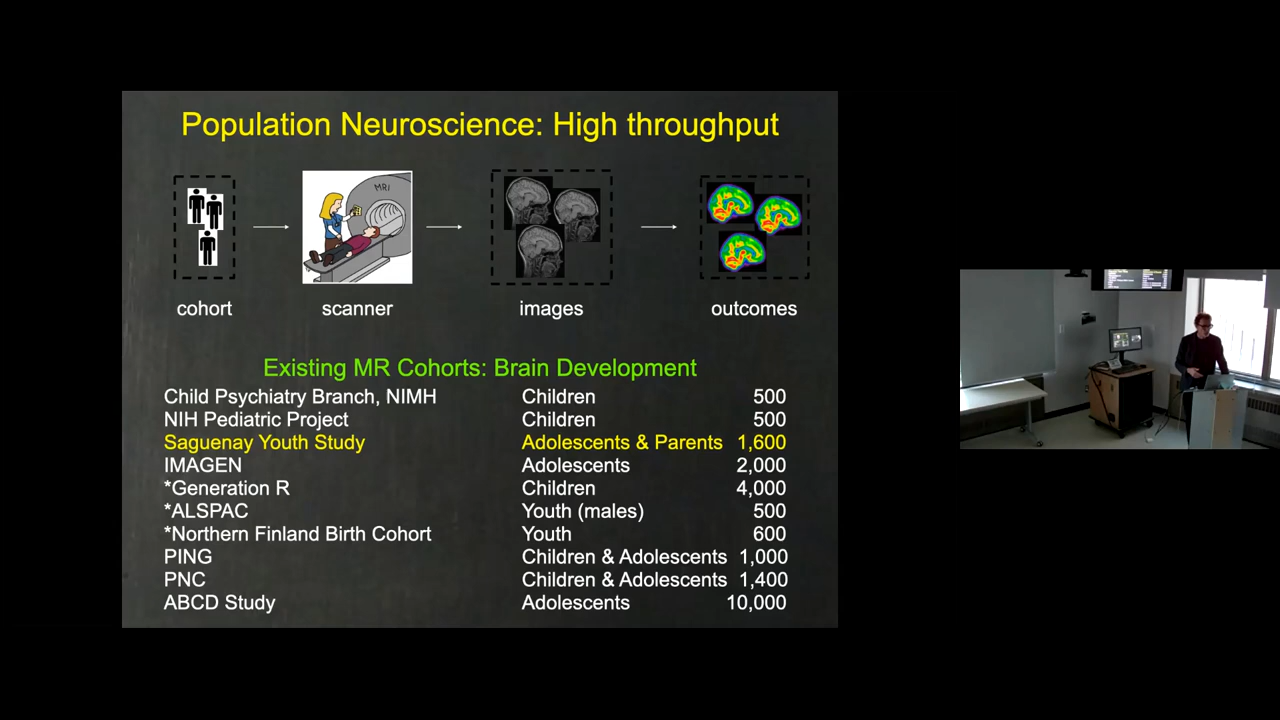 Population Neuroscience: High throughput
MRI
cohort scanner images outcomes
Existing MR Cohorts: Brain Development
Child Psychiatry Branch, NIMH Children 500
NIH Pediatric Project Children 500
Saguenay Youth Study Adolescents & Parents 1,600
IMAGEN Adolescents 2,000
*Generation R Children 4,000
*ALSPAC Youth (males) 500
*Northern Finland Birth Cohort Youth 600
PING Children & Adolescents 1,000
PNC Children & Adolescents 1,400
ABCD Study Adolescents 10,000